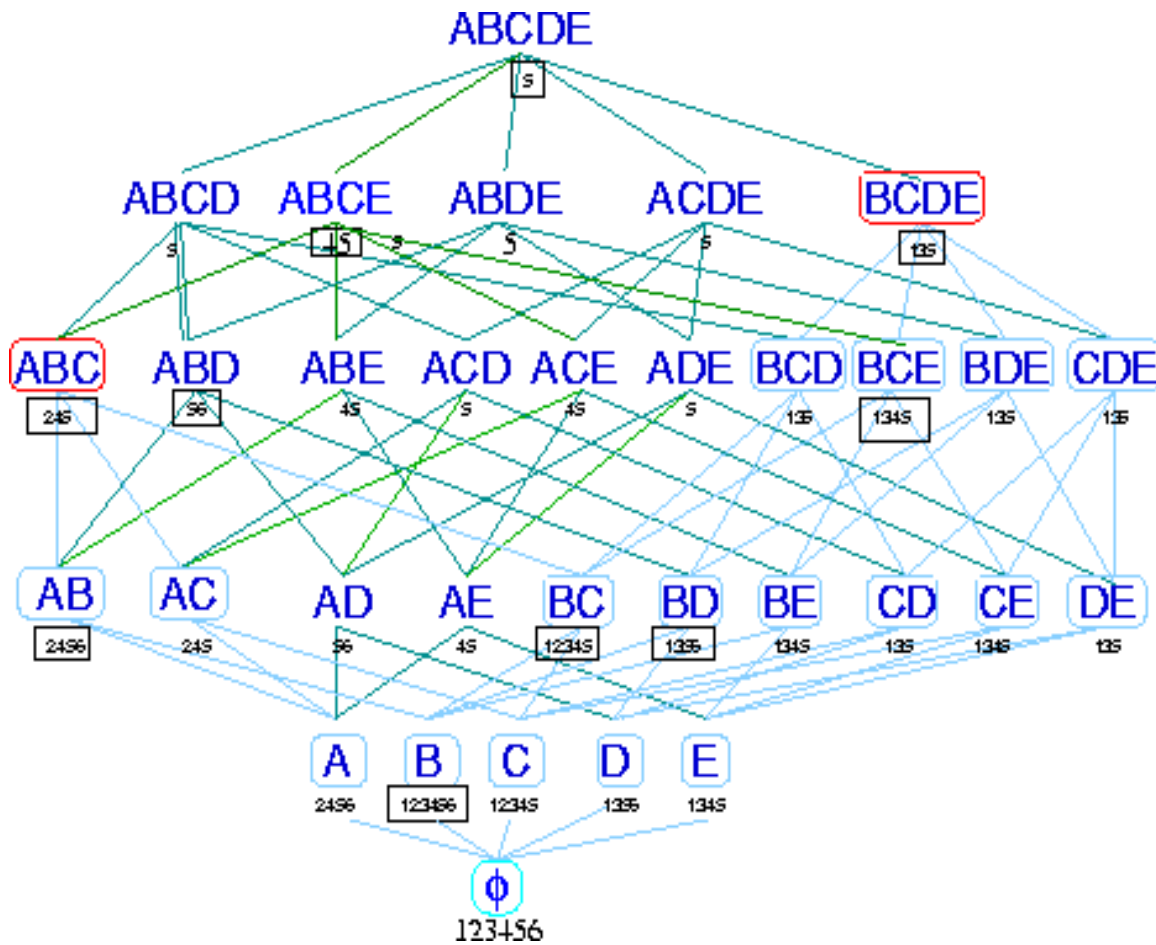 ABCDE
5
ABCD ABCE ABDE ACDE BCDE
5 45 5 5 5 135
ABC ABD ABE ACD ACE ADE BCD BCE BDE CDE
245 56 45 5 45 5 135 1345 135 135
AB AC AD AE BC BD BE CD CE DE
2456 245 56 45 12345 1356 1345 135 1345 135
A B C D E
2456 123456 12345 1356 1345
ϕ
123456